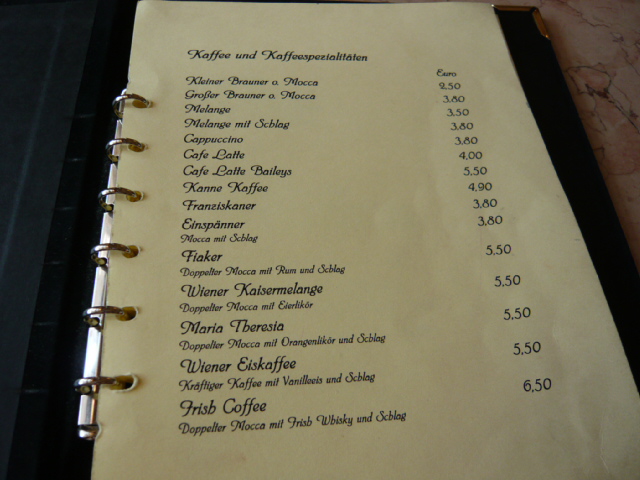 Kaffee und Kaffeespezialitäten
Euro
Kleiner Brauner o. Mocca 2,50
Großer Brauner o. Mocca 3,80
Melange 3,50
Melange mit Schlag 3,80
Cappuccino 3,80
Cafe Latte 4,00
Cafe Latte Baileys 5,50
Kanne Kaffee 4,90
Franziskaner 3,80
Einspänner 3,80
Mocca mit Schlag
Fiaker 5,50
Doppelter Mocca mit Rum und Schlag
Wiener Kaisermelange 5,50
Doppelter Mocca mit Eierlikör
Maria Theresia 5,50
Doppelter Mocca mit Orangenlikör und Schlag
Wiener Eiskaffee 5,50
Kräftiger Kaffee mit Vanilleeis und Schlag
Irish Coffee 6,50
Doppelter Mocca mit Irish Whisky und Schlag